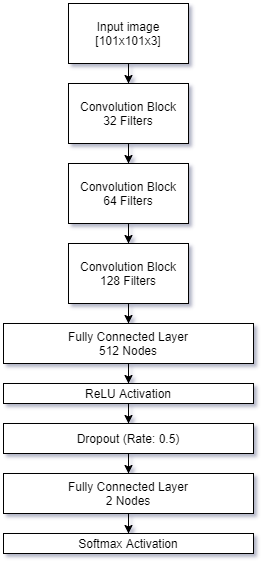 Input image
[101x101x3]
Convolution Block
32 Filters
Convolution Block
64 Filters
Convolution Block
128 Filters
Fully Connected Layer
512 Nodes
ReLU Activation
Dropout (Rate: 0.5)
Fully Connected Layer
2 Nodes
Softmax Activation